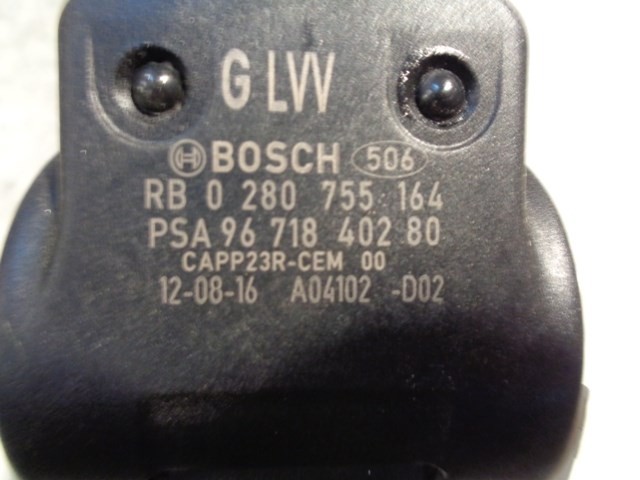 G LVV
BOSCH 506
RB 0 280 755 164
PSA 96 718 402 80
CAPP23R-CEM 00
12-08-16 A04102 -D02